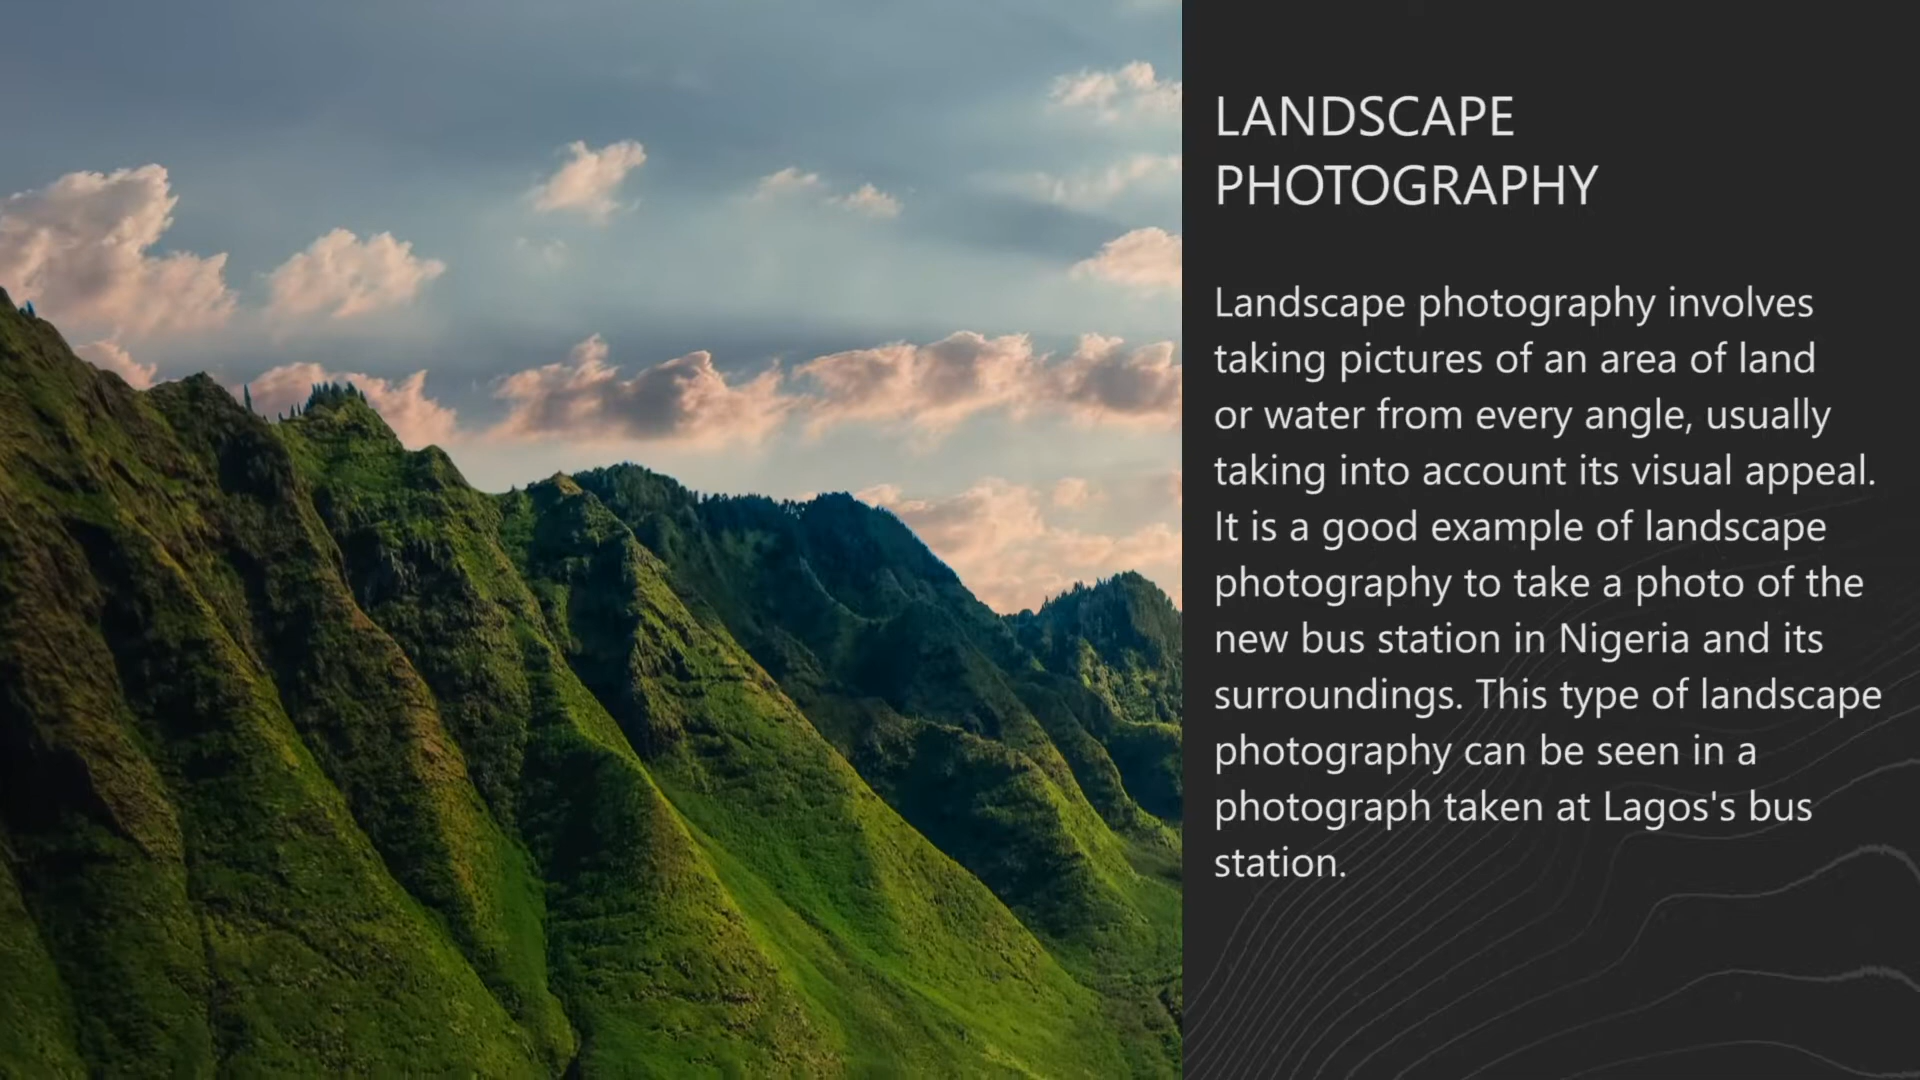 LANDSCAPE
PHOTOGRAPHY
Landscape photography involves
taking pictures of an area of land
or water from every angle, usually
taking into account its visual appeal.
It is a good example of landscape
photography to take a photo of the
new bus station in Nigeria and its
surroundings. This type of landscape
photography can be seen in a
photograph taken at Lagos's bus
station.